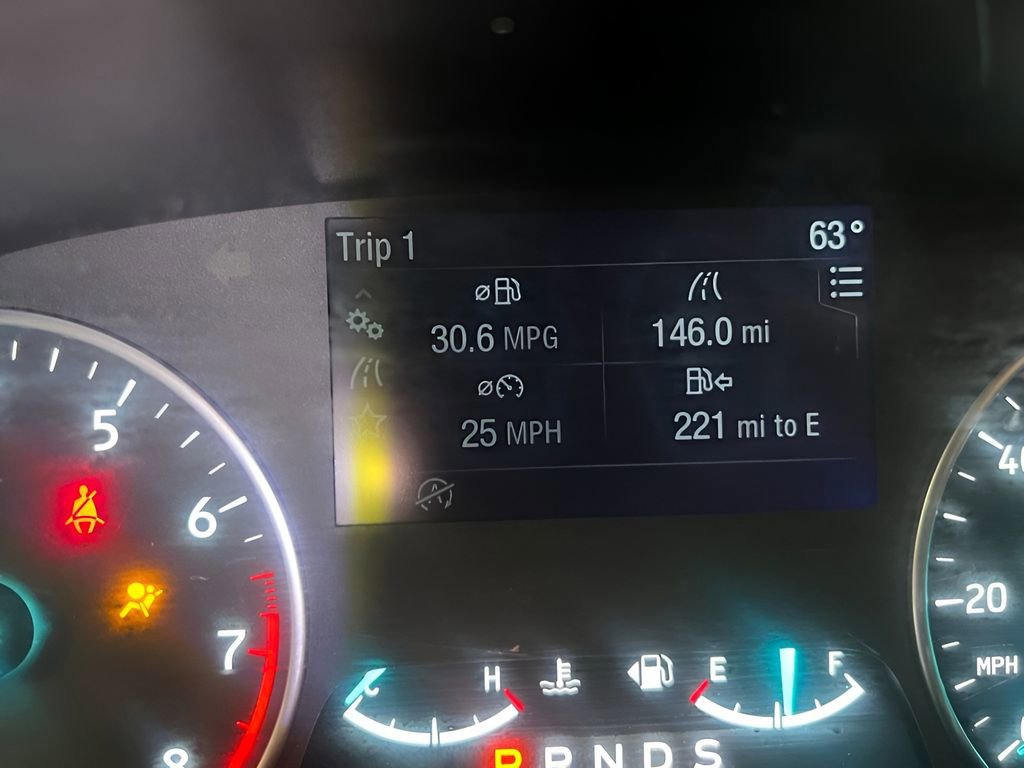 Trip 1 63°
30.6 MPG 146.0 mi
25 MPH 221 mi to E
5
6
7
8
40
20
MPH
C H E F
P R N D S